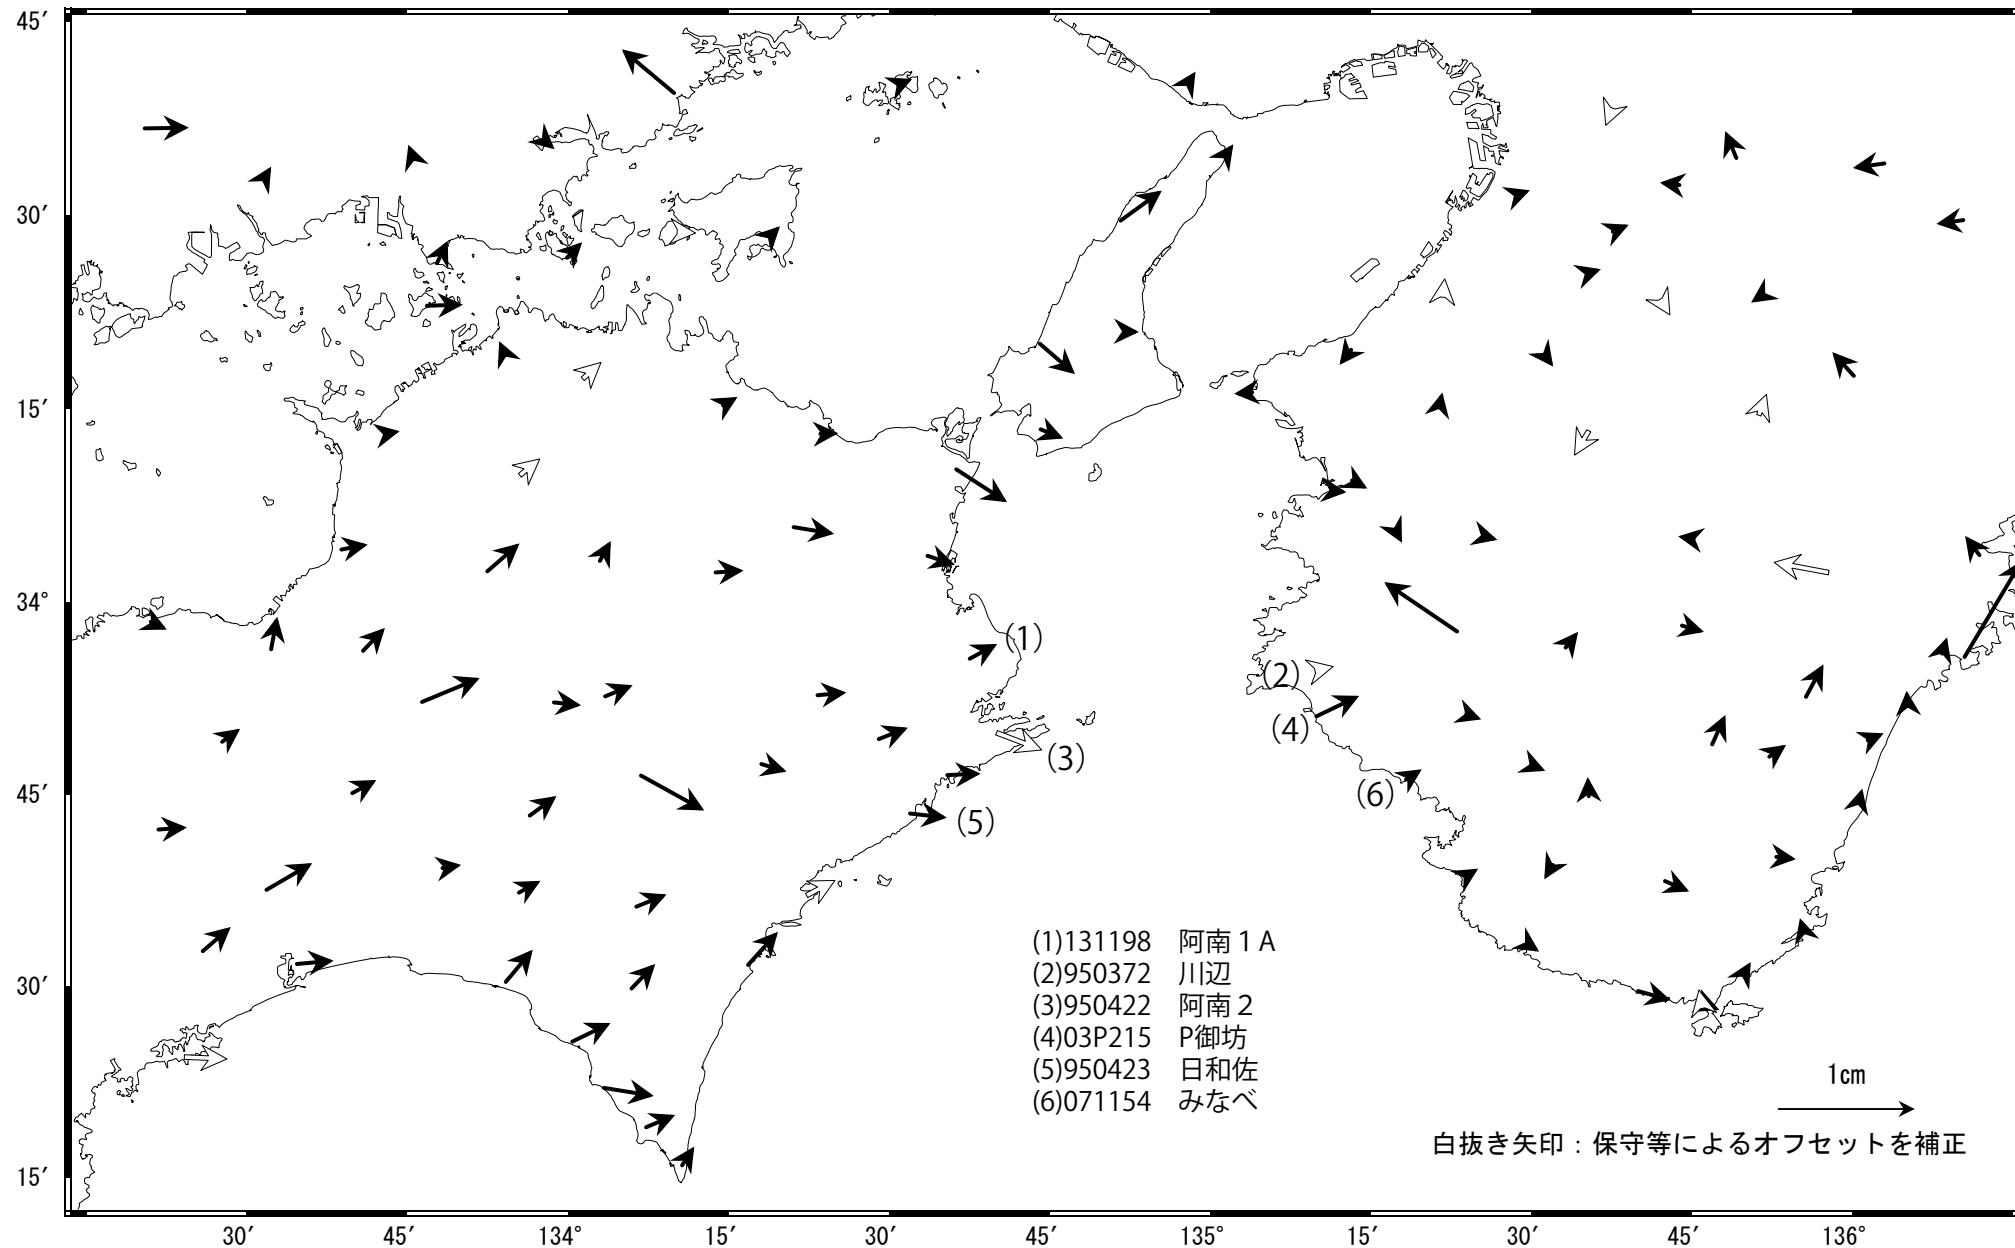 45′
30′
15′
34°
45′
30′
15′
(1)
(2)
(3)
(4)
(5)
(6)
(1)131198 阿南１A
(2)950372 川辺
(3)950422 阿南２
(4)03P215 P御坊
(5)950423 日和佐
(6)071154 みなべ
1cm
白抜き矢印：保守等によるオフセットを補正
30′ 45′ 134° 15′ 30′ 45′ 135° 15′ 30′ 45′ 136°